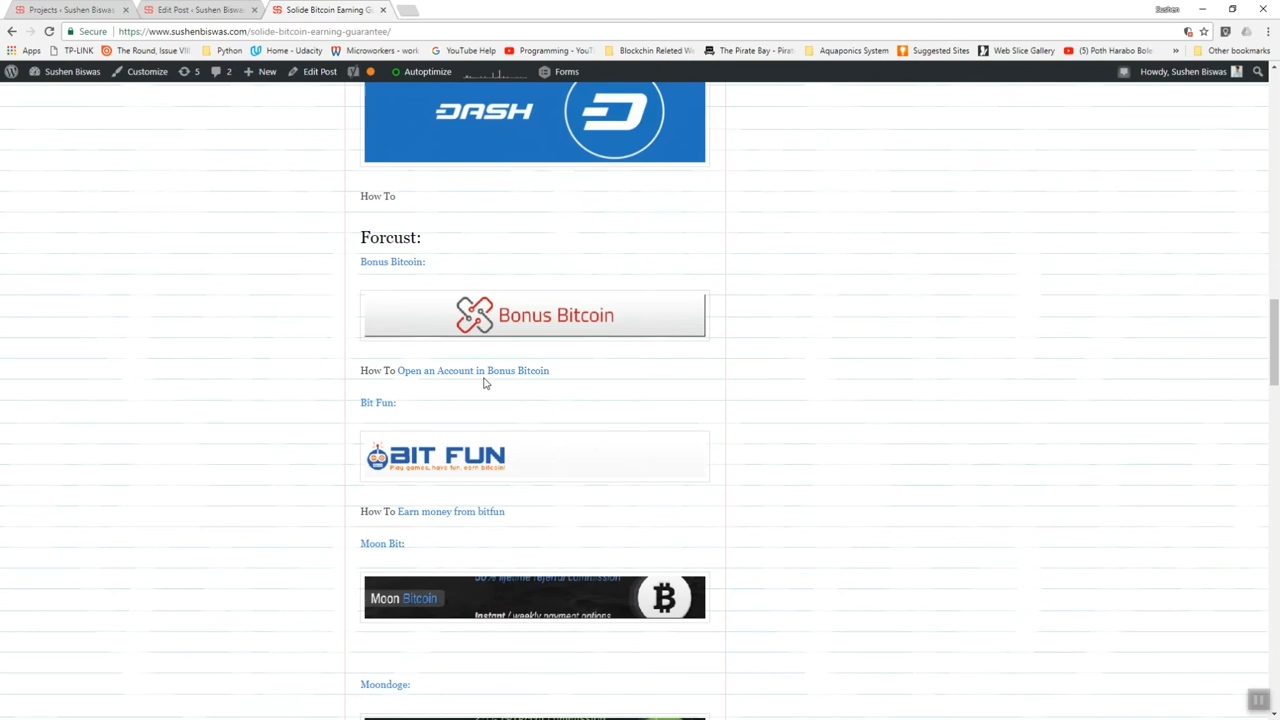 Projects ‹ Sushen Biswas
Edit Post ‹ Sushen Biswas
Solide Bitcoin Earning Gu
Sushen
Secure
https://www.sushenbiswas.com/solide-bitcoin-earning-guarantee/
Apps
TP-LINK
The Round, Issue VIII
Python
Home - Udacity
Microworkers - work
YouTube Help
Programming - YouT
Blockchin Releted We
The Pirate Bay - Pirat
Aquaponics System
Suggested Sites
Web Slice Gallery
(5) Poth Harabo Bole
»
Other bookmarks
Sushen Biswas
Customize
5
2
+ New
Edit Post
Autoptimize
Forms
Howdy, Sushen Biswas
DASH
How To
Forcust:
Bonus Bitcoin:
Bonus Bitcoin
How To Open an Account in Bonus Bitcoin
Bit Fun:
BIT FUN
Play games, have fun, earn bitcoin!
How To Earn money from bitfun
Moon Bit:
50% lifetime referral commission
Moon Bitcoin
Instant / weekly payment options
Moondoge: